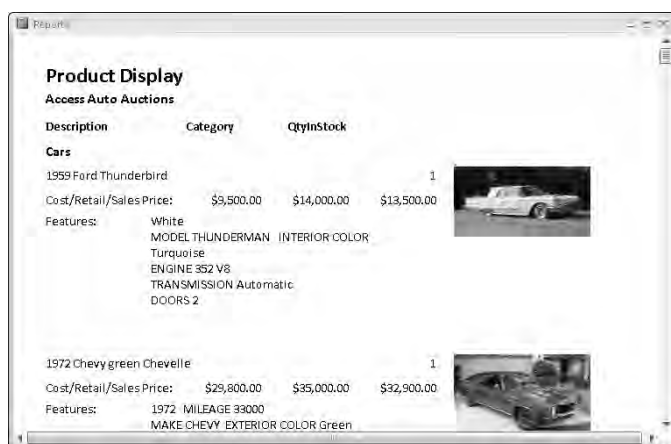 Reports
Product Display
Access Auto Auctions
Description Category QtyInStock
Cars
1959 Ford Thunderbird 1
Cost/Retail/Sales Price: $9,500.00 $14,000.00 $13,500.00
Features: White
MODEL THUNDERMAN INTERIOR COLOR
Turquoise
ENGINE 352 V8
TRANSMISSION Automatic
DOORS 2
1972 Chevy green Chevelle 1
Cost/Retail/Sales Price: $29,800.00 $35,000.00 $32,900.00
Features: 1972 MILEAGE 33000
MAKE CHEVY EXTERIOR COLOR Green